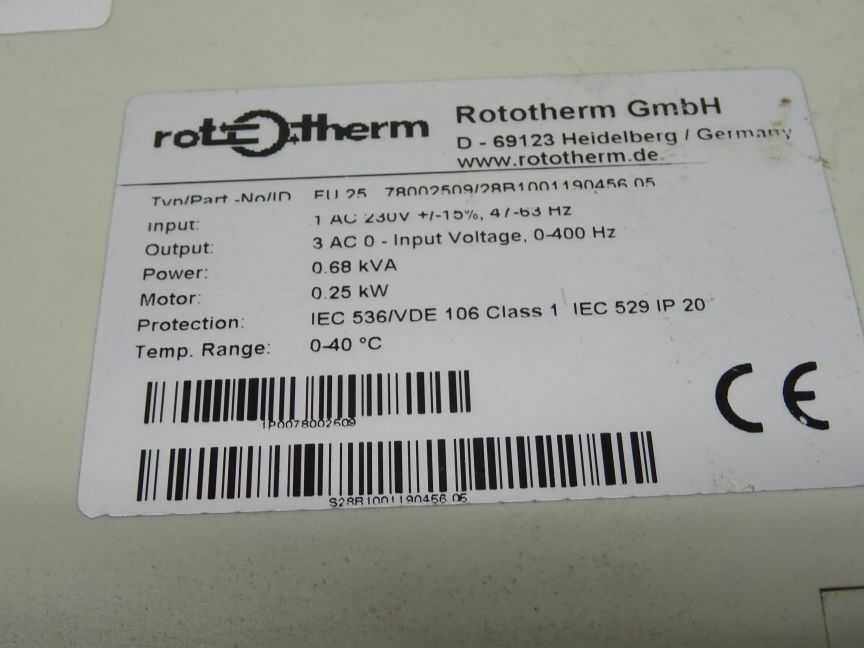 rototherm
Rototherm GmbH
D - 69123 Heidelberg / Germany
www.rototherm.de
Typ/Part.-No/ID FU 25 78002509/28R1001190456 05
Input: 1 AC 230V +/-15%, 47-63 Hz
Output: 3 AC 0 - Input Voltage, 0-400 Hz
Power: 0.68 kVA
Motor: 0.25 kW
Protection: IEC 536/VDE 106 Class 1 IEC 529 IP 20
Temp. Range: 0-40 °C
CE
1P0078002509
S28R1001190456 05